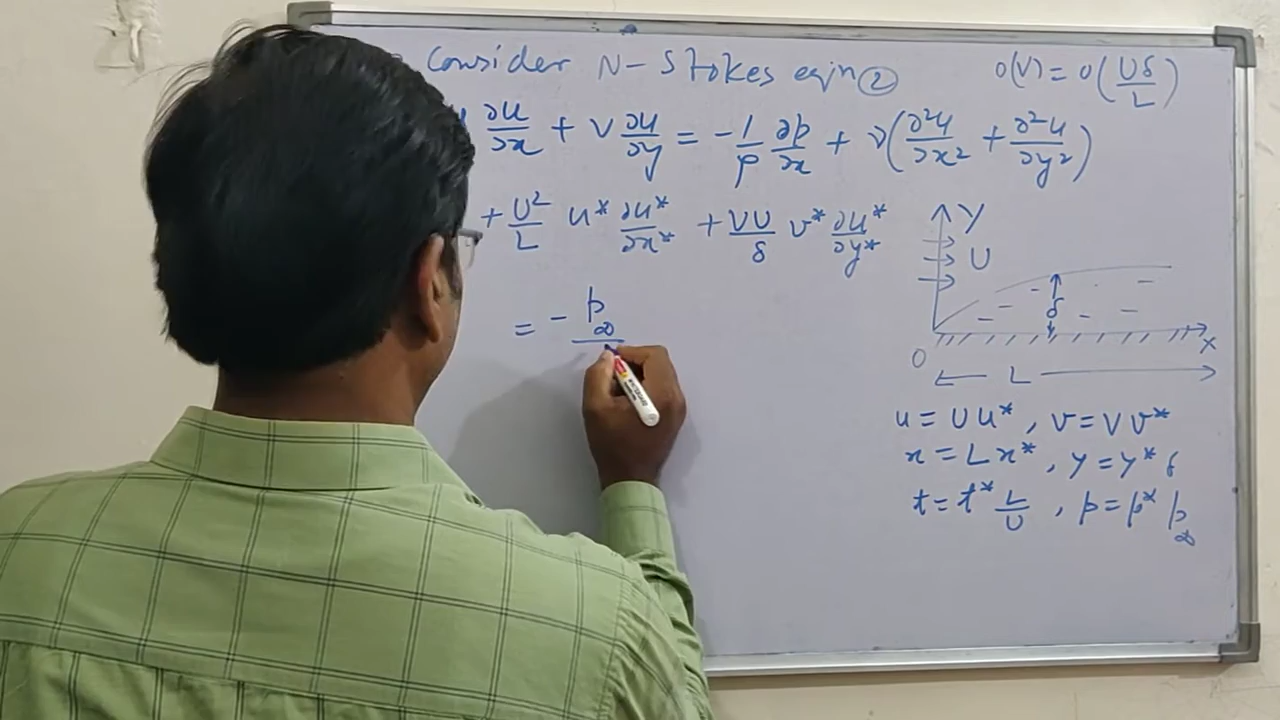 Consider N-Stokes eqn ②
O(V) = O(Uδ/L)
∂u/∂x + v ∂u/∂y = - 1/ρ ∂p/∂x + ν(∂²u/∂x² + ∂²u/∂y²)
+ U²/L u* ∂u*/∂x* + VU/δ v* ∂u*/∂y*
= - p∞
Y
U
δ
O
x
L
u = U u* , v = V v*
x = L x* , y = y* δ
t = t* L/U , p = p* p∞